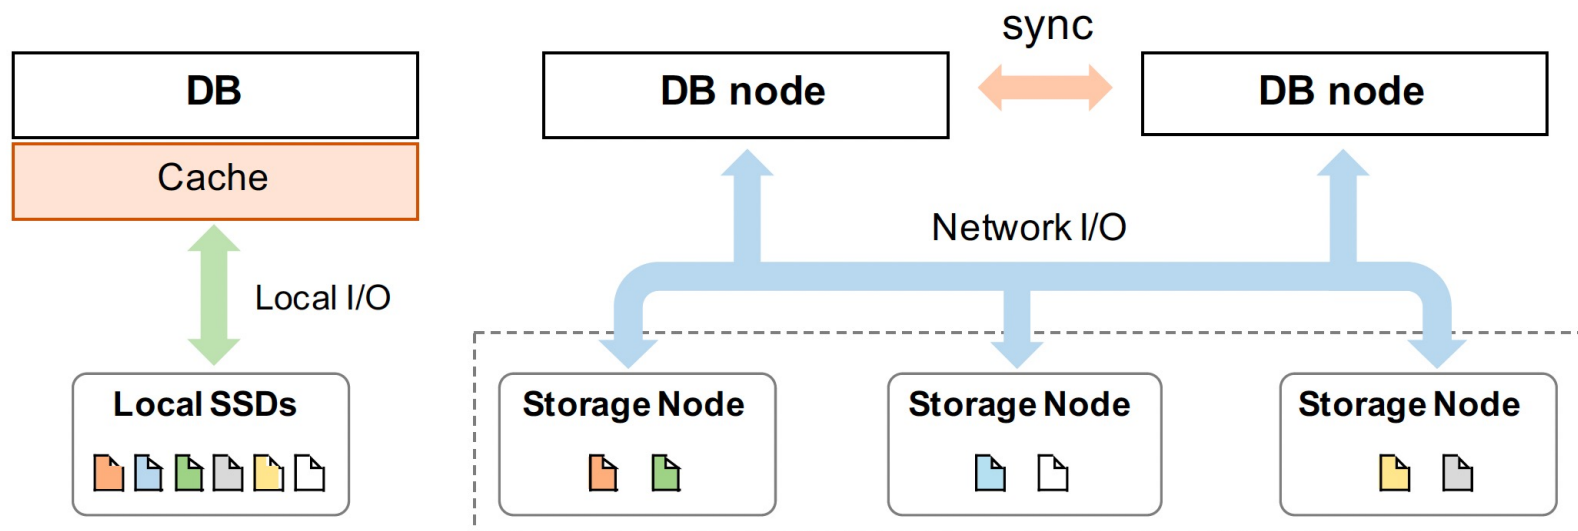 sync
DB
DB node
DB node
Cache
Network I/O
Local I/O
Local SSDs
Storage Node
Storage Node
Storage Node